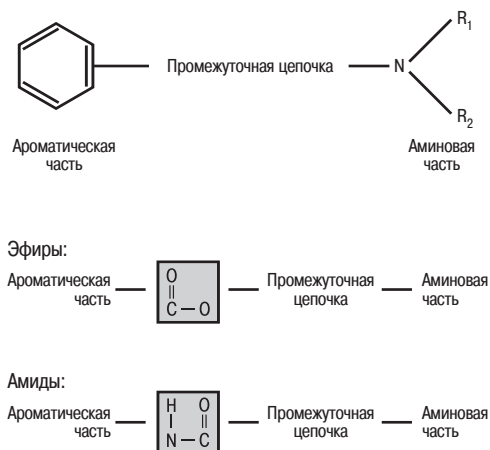 R1
Промежуточная цепочка
N
R2
Ароматическая
часть
Аминовая
часть
Эфиры:
Ароматическая
часть
O
C – O
Промежуточная
цепочка
Аминовая
часть
Амиды:
Ароматическая
часть
H O
N – C
Промежуточная
цепочка
Аминовая
часть